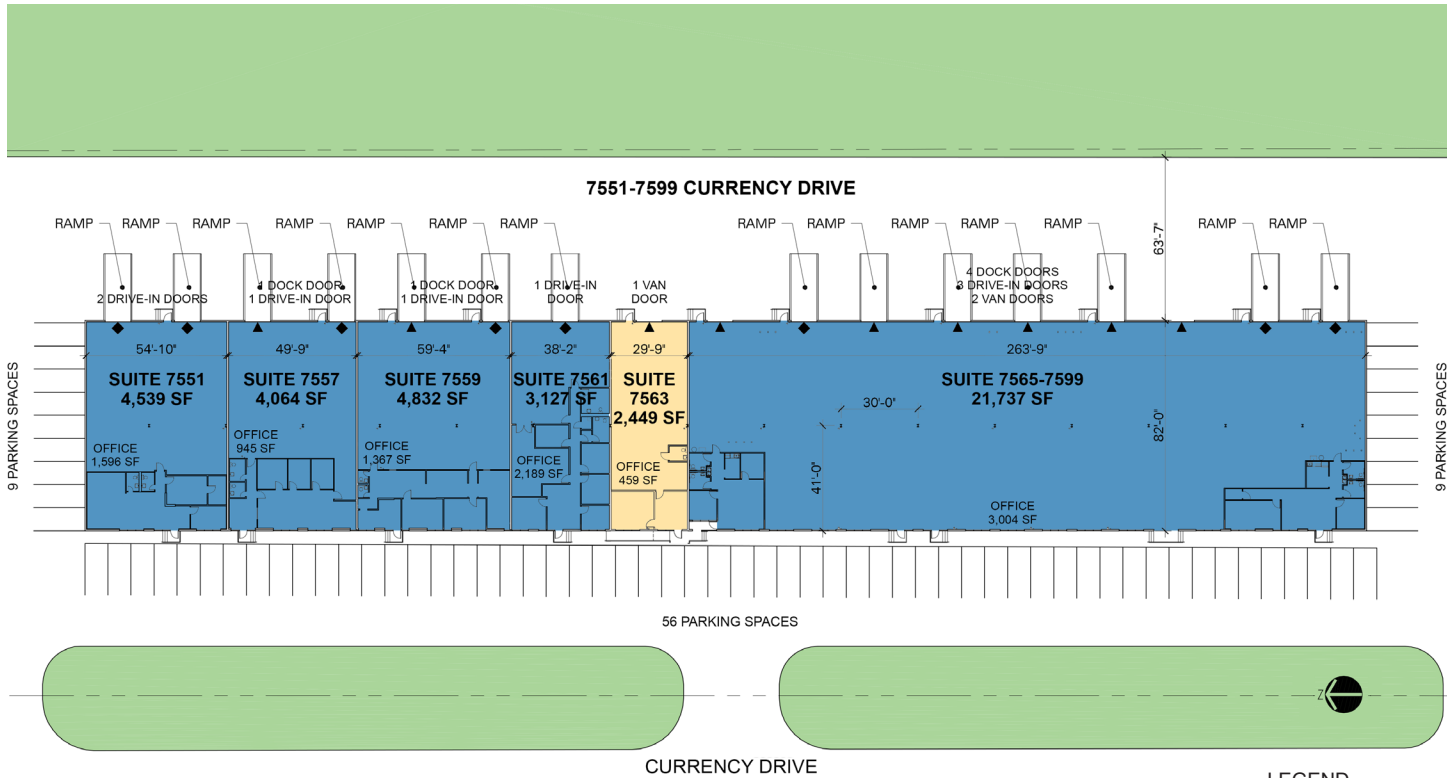 7551-7599 CURRENCY DRIVE
RAMP
RAMP
RAMP
RAMP
RAMP
RAMP
RAMP
RAMP
RAMP
RAMP
RAMP
RAMP
RAMP
RAMP
63'-7"
2 DRIVE-IN DOORS
1 DOCK DOOR
1 DRIVE-IN DOOR
1 DOCK DOOR
1 DRIVE-IN DOOR
1 DRIVE-IN
DOOR
1 VAN
DOOR
4 DOCK DOORS
3 DRIVE-IN DOORS
2 VAN DOORS
54'-10"
49'-9"
59'-4"
38'-2"
29'-9"
263'-9"
SUITE 7551
4,539 SF
SUITE 7557
4,064 SF
SUITE 7559
4,832 SF
SUITE 7561
3,127 SF
SUITE
7563
2,449 SF
SUITE 7565-7599
21,737 SF
30'-0"
82'-0"
41'-0"
OFFICE
1,596 SF
OFFICE
945 SF
OFFICE
1,367 SF
OFFICE
2,189 SF
OFFICE
459 SF
OFFICE
3,004 SF
9 PARKING SPACES
9 PARKING SPACES
56 PARKING SPACES
Z
CURRENCY DRIVE